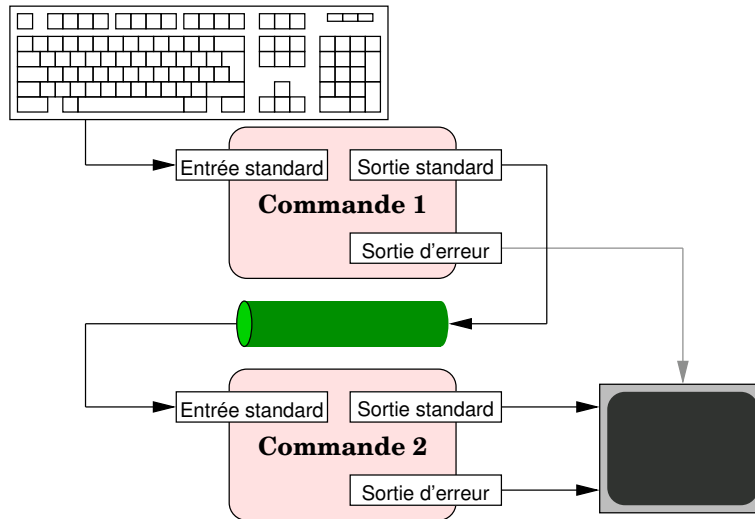 Entrée standard
Sortie standard
Commande 1
Sortie d'erreur
Entrée standard
Sortie standard
Commande 2
Sortie d'erreur